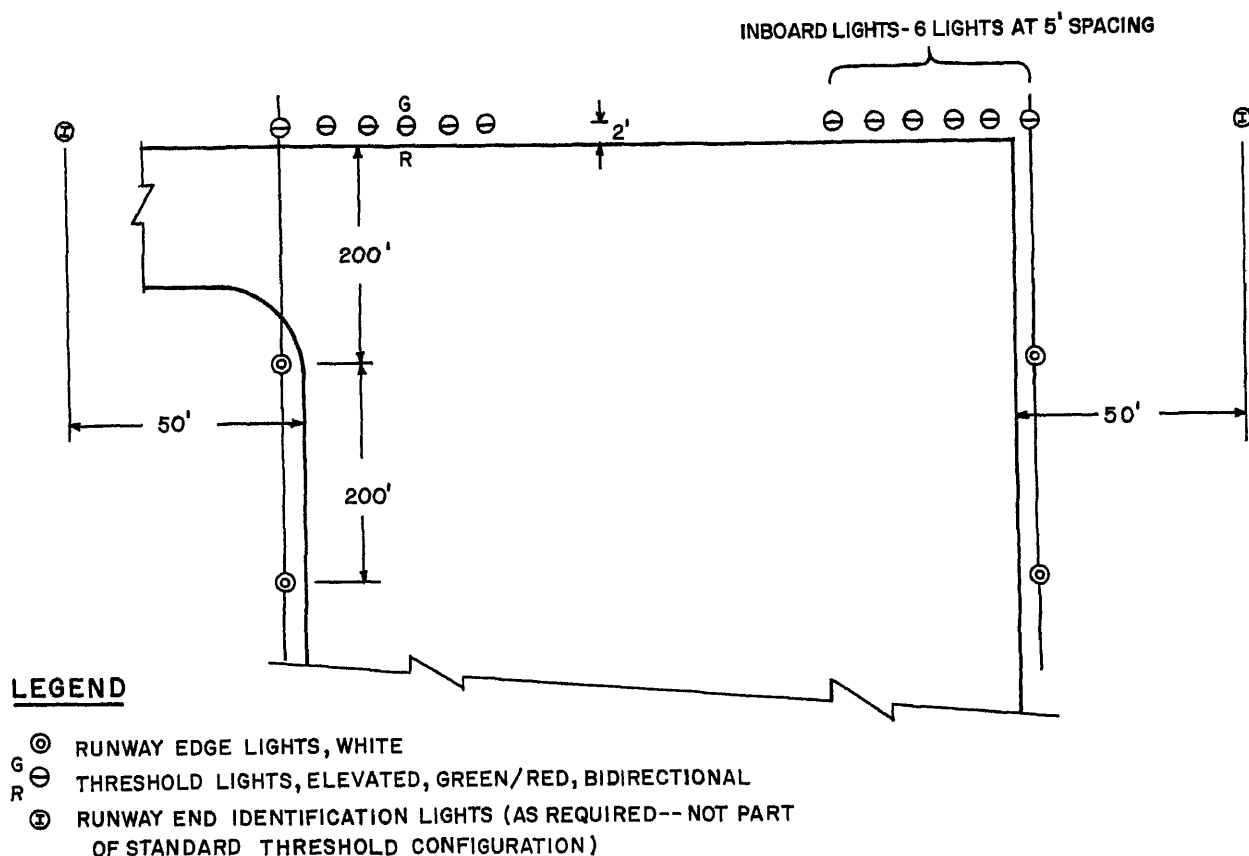 INBOARD LIGHTS-6 LIGHTS AT 5' SPACING
G
2'
R
200'
50'
50'
200'
LEGEND
RUNWAY EDGE LIGHTS, WHITE
G
THRESHOLD LIGHTS, ELEVATED, GREEN/RED, BIDIRECTIONAL
R
RUNWAY END IDENTIFICATION LIGHTS (AS REQUIRED--NOT PART
OF STANDARD THRESHOLD CONFIGURATION)